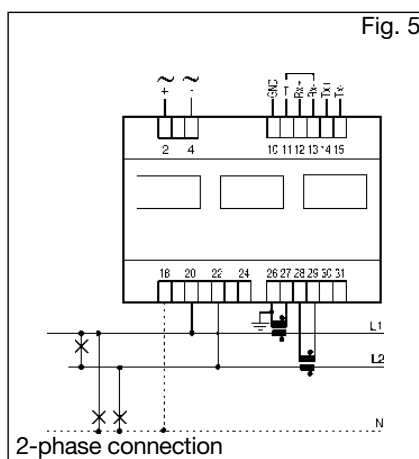 Fig. 5
~ ~
+ -
GND T Rx+ Rx- Tx+ Tx-
2 4 10 11 12 13 14 15
18 20 22 24 26 27 28 29 30 31
L1
L2
N
2-phase connection